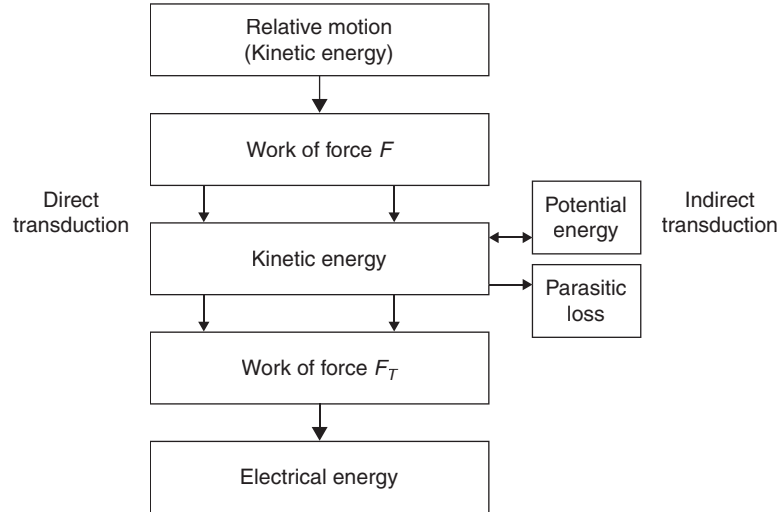 Relative motion
(Kinetic energy)
Work of force F
Direct
transduction
Potential
energy
Indirect
transduction
Kinetic energy
Parasitic
loss
Work of force F_T
Electrical energy